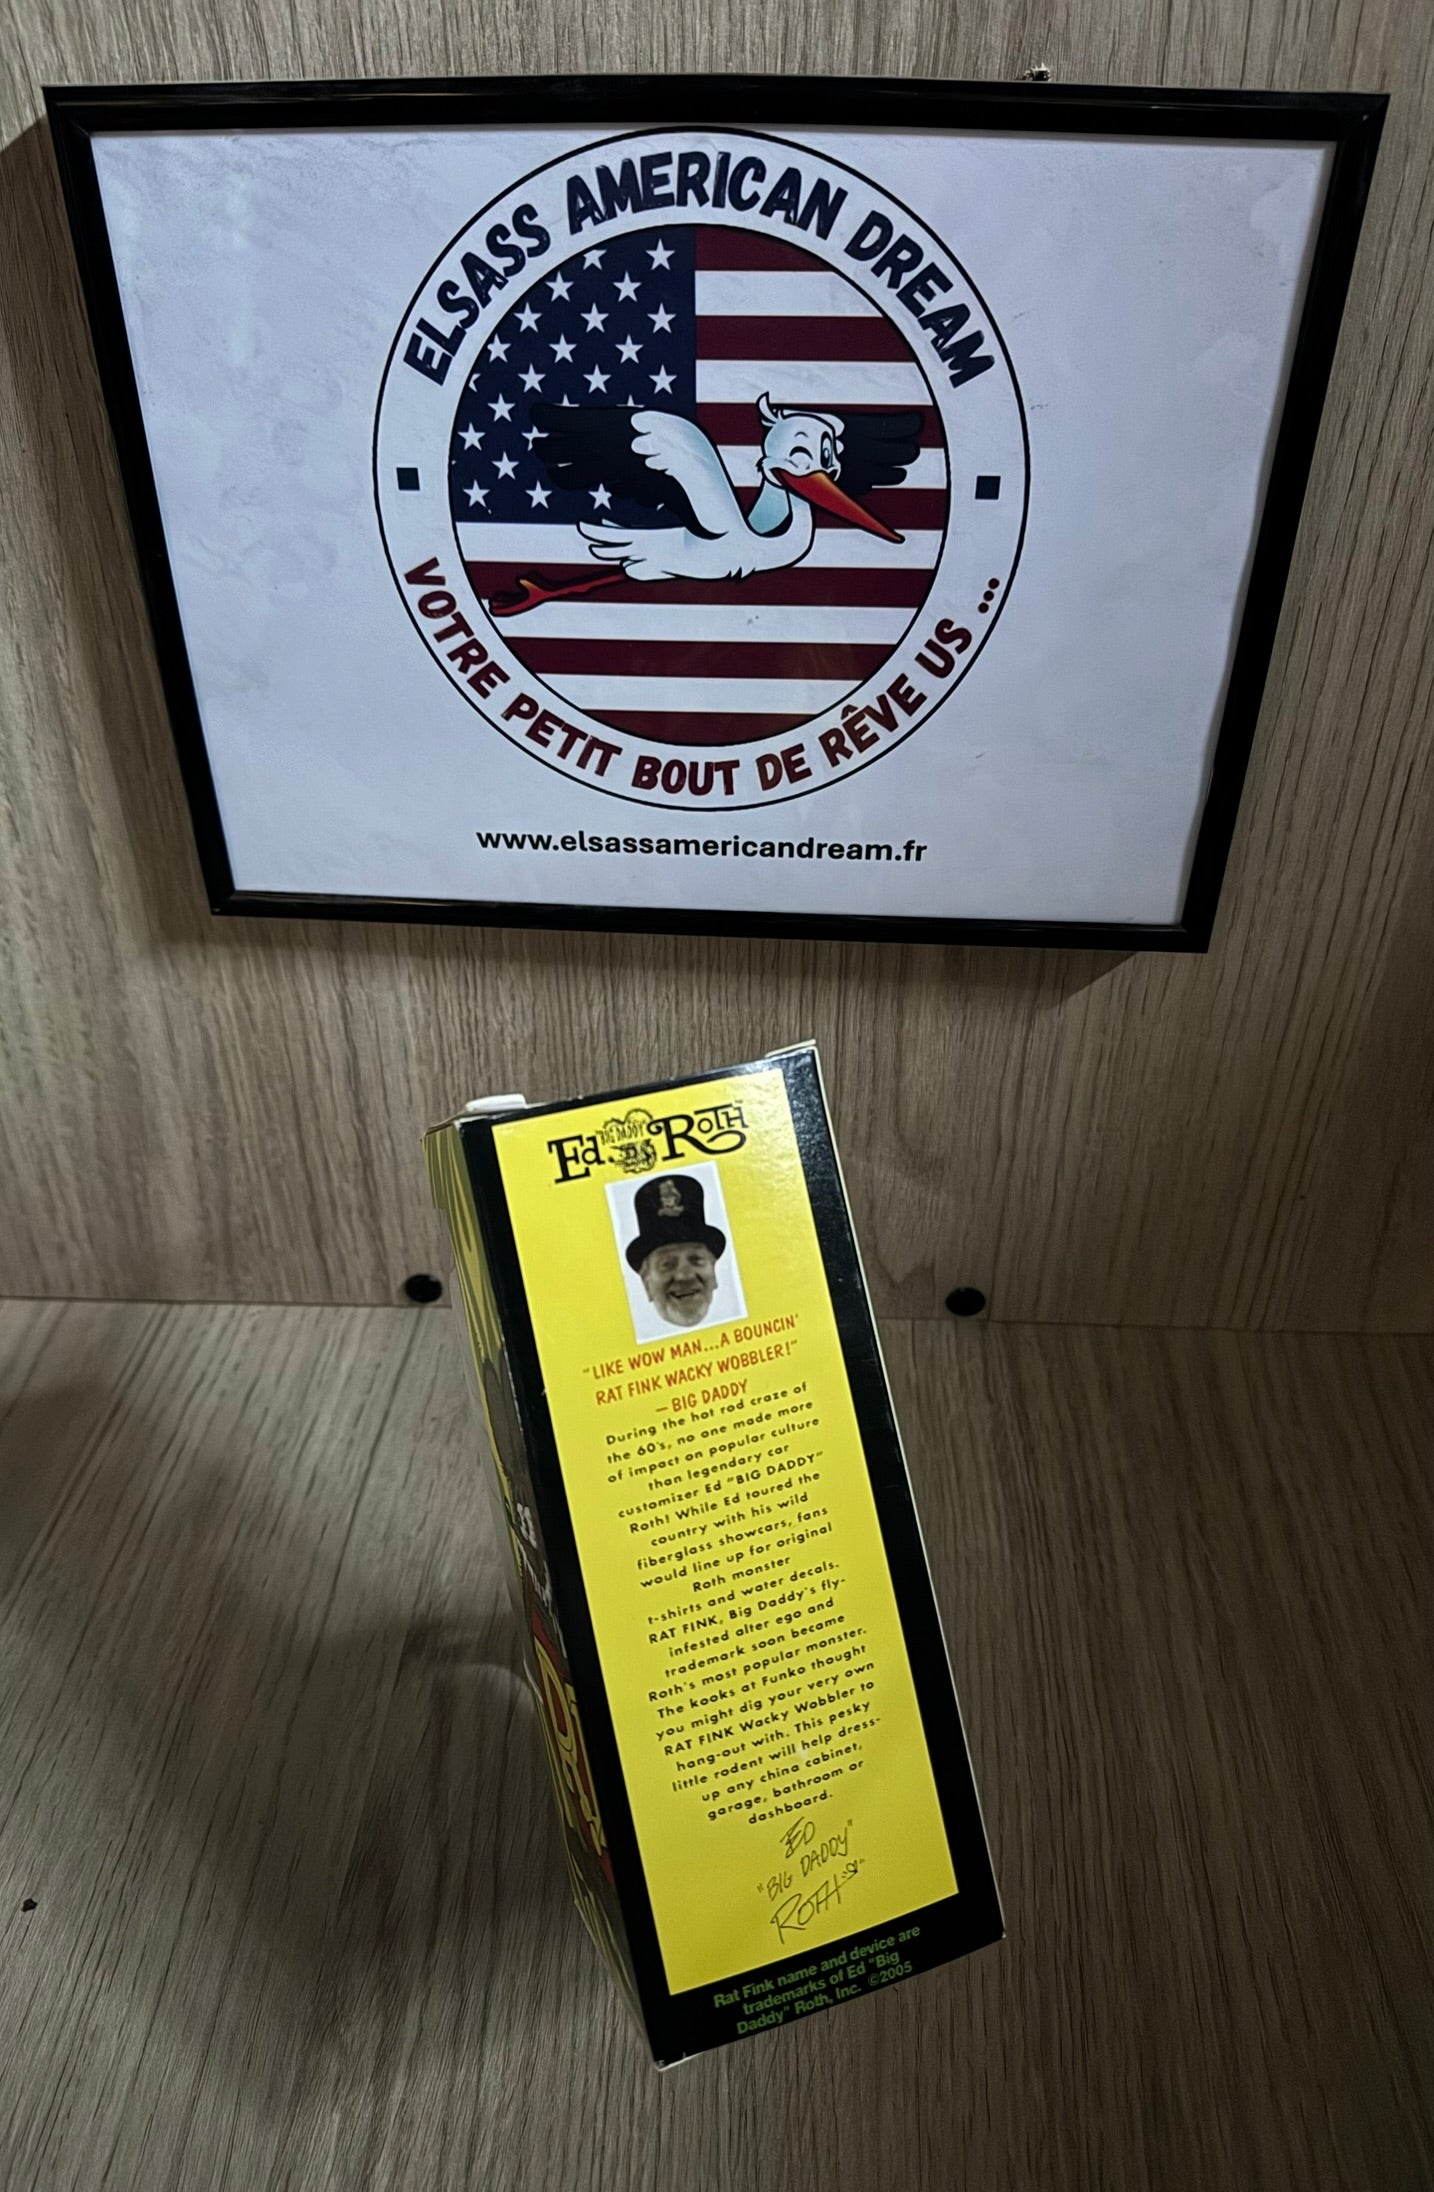 ELSASS AMERICAN DREAM
VOTRE PETIT BOUT DE RÊVE US ...
www.elsassamericandream.fr
Ed. "BIG DADDY" ROTH
"LIKE WOW MAN...A BOUNCIN'
RAT FINK WACKY WOBBLER!"
– BIG DADDY
During the hot rod craze of
the 60's, no one made more
of impact on popular culture
than legendary car
customizer Ed "BIG DADDY"
Roth! While Ed toured the
country with his wild
fiberglass showcars, fans
would line up for original
Roth monster
t-shirts and water decals.
RAT FINK, Big Daddy's fly-
infested alter ego and
trademark soon became
Roth's most popular monster.
The kooks at Funko thought
you might dig your very own
RAT FINK Wacky Wobbler to
hang-out with. This pesky
little rodent will help dress-
up any china cabinet,
garage, bathroom or
dashboard.
ED
"BIG DADDY"
ROTH
Rat Fink name and device are
trademarks of Ed "Big
Daddy" Roth, Inc. ©2005